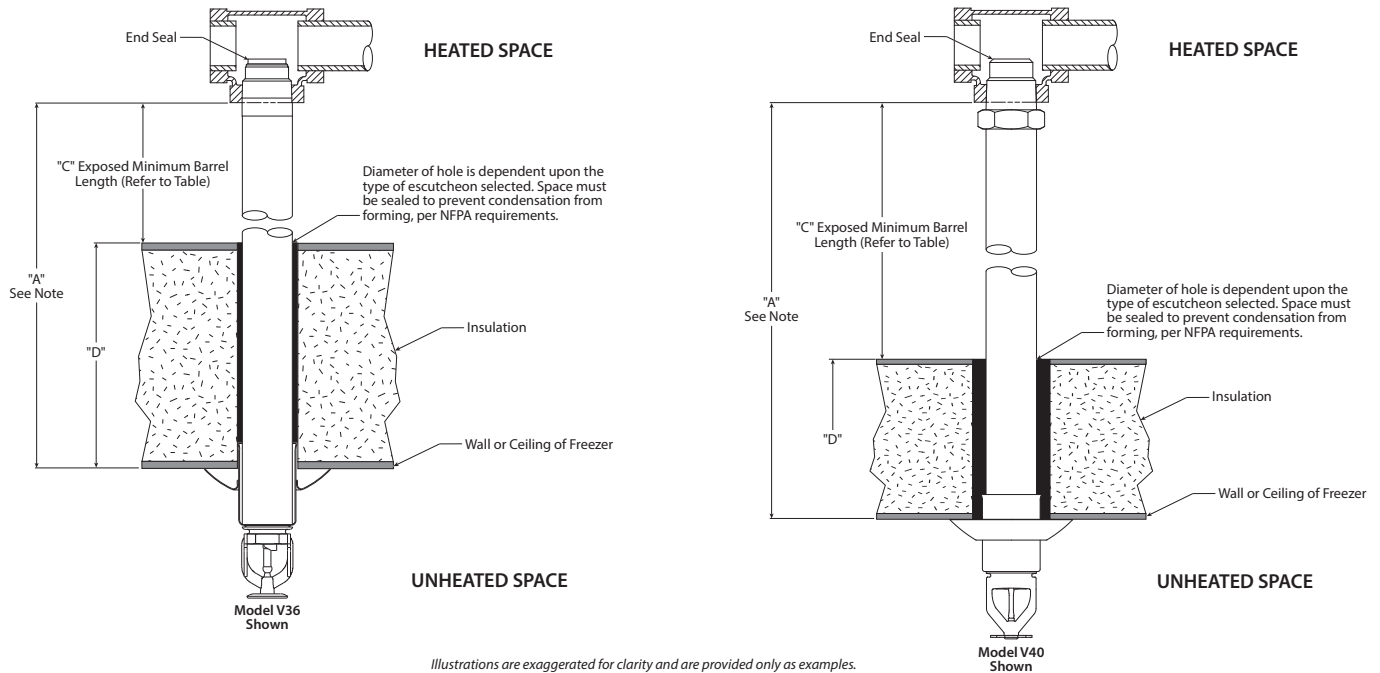 End Seal
HEATED SPACE
"C" Exposed Minimum Barrel
Length (Refer to Table)
Diameter of hole is dependent upon the
type of escutcheon selected. Space must
be sealed to prevent condensation from
forming, per NFPA requirements.
"A"
See Note
"D"
Insulation
Wall or Ceiling of Freezer
UNHEATED SPACE
Model V36
Shown
End Seal
HEATED SPACE
"C" Exposed Minimum Barrel
Length (Refer to Table)
"A"
See Note
Diameter of hole is dependent upon the
type of escutcheon selected. Space must
be sealed to prevent condensation from
forming, per NFPA requirements.
Insulation
"D"
Wall or Ceiling of Freezer
UNHEATED SPACE
Model V40
Shown
Illustrations are exaggerated for clarity and are provided only as examples.